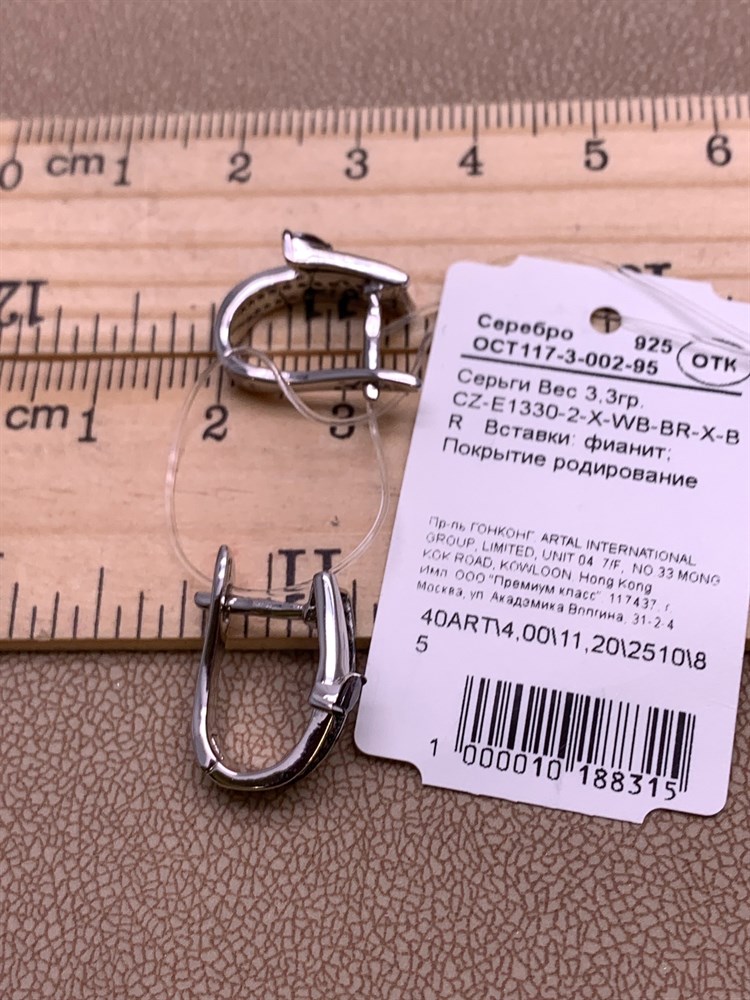 0 cm 1 2 3 4 5 6
12 11
cm 1 2 3
11
Серебро 925
ОСТ117-3-002-95 ОТК
Серьги Вес 3,3гр.
CZ-E1330-2-X-WB-BR-X-B
R Вставки: фианит;
Покрытие родирование
Пр-ль ГОНКОНГ, ARTAL INTERNATIONAL
GROUP, LIMITED, UNIT 04 7/F, NO 33 MONG
KOK ROAD, KOWLOON, Hong Kong
Имп. ООО "Премиум класс" 117437, г.
Москва, ул. Академика Волгина, 31-2-4
40ART\4,00\11,20\2510\8
5
1 000010 188315